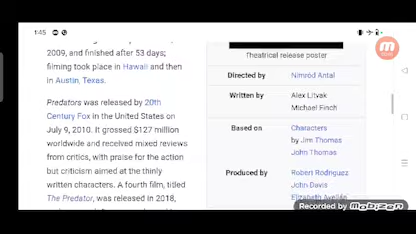 1:45
2009, and finished after 53 days;
filming took place in Hawaii and then
in Austin, Texas.
Predators was released by 20th
Century Fox in the United States on
July 9, 2010. It grossed $127 million
worldwide and received mixed reviews
from critics, with praise for the action
but criticism aimed at the thinly
written characters. A fourth film, titled
The Predator, was released in 2018,
Theatrical release poster
Directed by Nimród Antal
Written by Alex Litvak
Michael Finch
Based on Characters
by Jim Thomas
John Thomas
Produced by Robert Rodriguez
John Davis
Elizabeth Avellán
Recorded by Mobizen